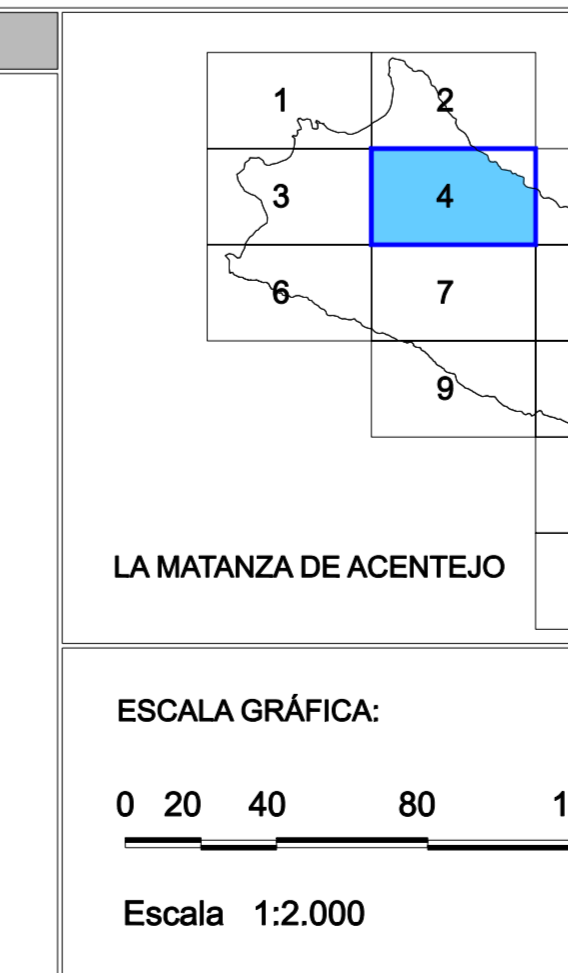 1 2
3 4
6 7
9
LA MATANZA DE ACENTEJO
ESCALA GRÁFICA:
0 20 40 80 1
Escala 1:2.000